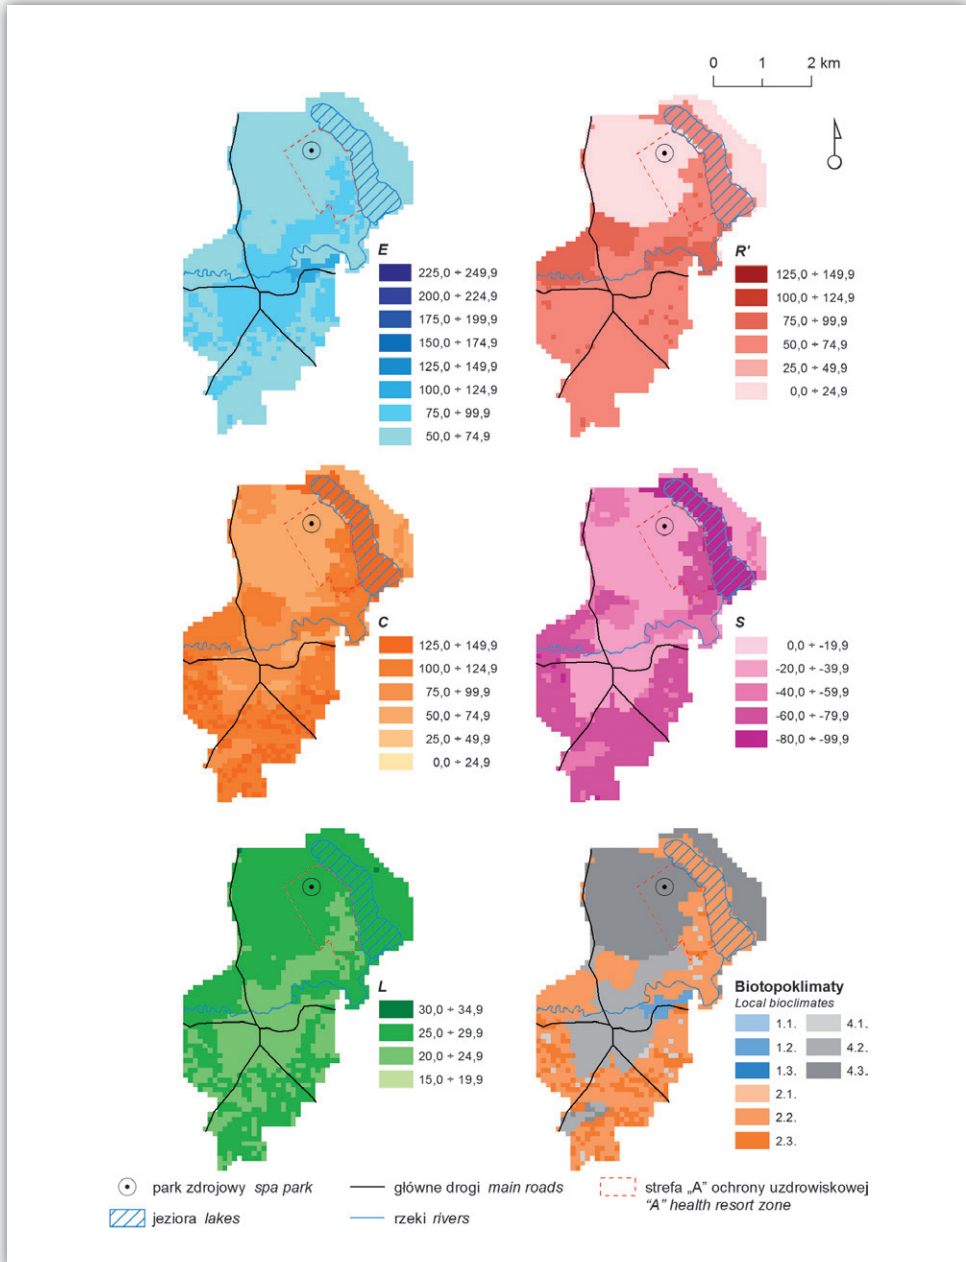 0 1 2 km
E
225,0 ÷ 249,9
200,0 ÷ 224,9
175,0 ÷ 199,9
150,0 ÷ 174,9
125,0 ÷ 149,9
100,0 ÷ 124,9
75,0 ÷ 99,9
50,0 ÷ 74,9
R'
125,0 ÷ 149,9
100,0 ÷ 124,9
75,0 ÷ 99,9
50,0 ÷ 74,9
25,0 ÷ 49,9
0,0 ÷ 24,9
C
125,0 ÷ 149,9
100,0 ÷ 124,9
75,0 ÷ 99,9
50,0 ÷ 74,9
25,0 ÷ 49,9
0,0 ÷ 24,9
S
0,0 ÷ -19,9
-20,0 ÷ -39,9
-40,0 ÷ -59,9
-60,0 ÷ -79,9
-80,0 ÷ -99,9
L
30,0 ÷ 34,9
25,0 ÷ 29,9
20,0 ÷ 24,9
15,0 ÷ 19,9
Biotopoklimaty
Local bioclimates
1.1. 4.1.
1.2. 4.2.
1.3. 4.3.
2.1.
2.2.
2.3.
park zdrojowy spa park
główne drogi main roads
strefa „A” ochrony uzdrowiskowej
“A” health resort zone
jeziora lakes
rzeki rivers